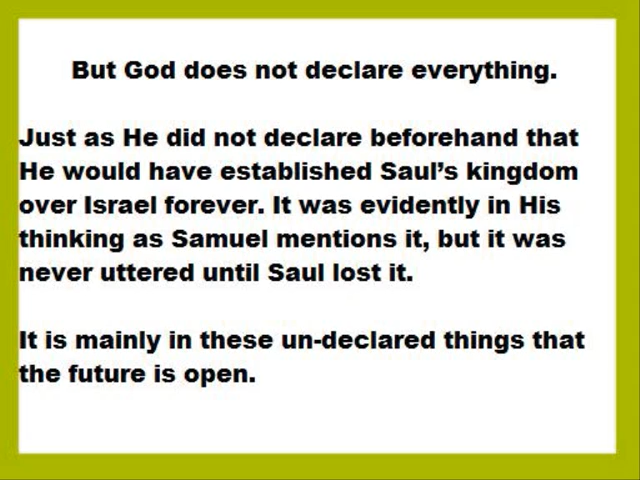 But God does not declare everything.
Just as He did not declare beforehand that
He would have established Saul’s kingdom
over Israel forever. It was evidently in His
thinking as Samuel mentions it, but it was
never uttered until Saul lost it.
It is mainly in these un-declared things that
the future is open.